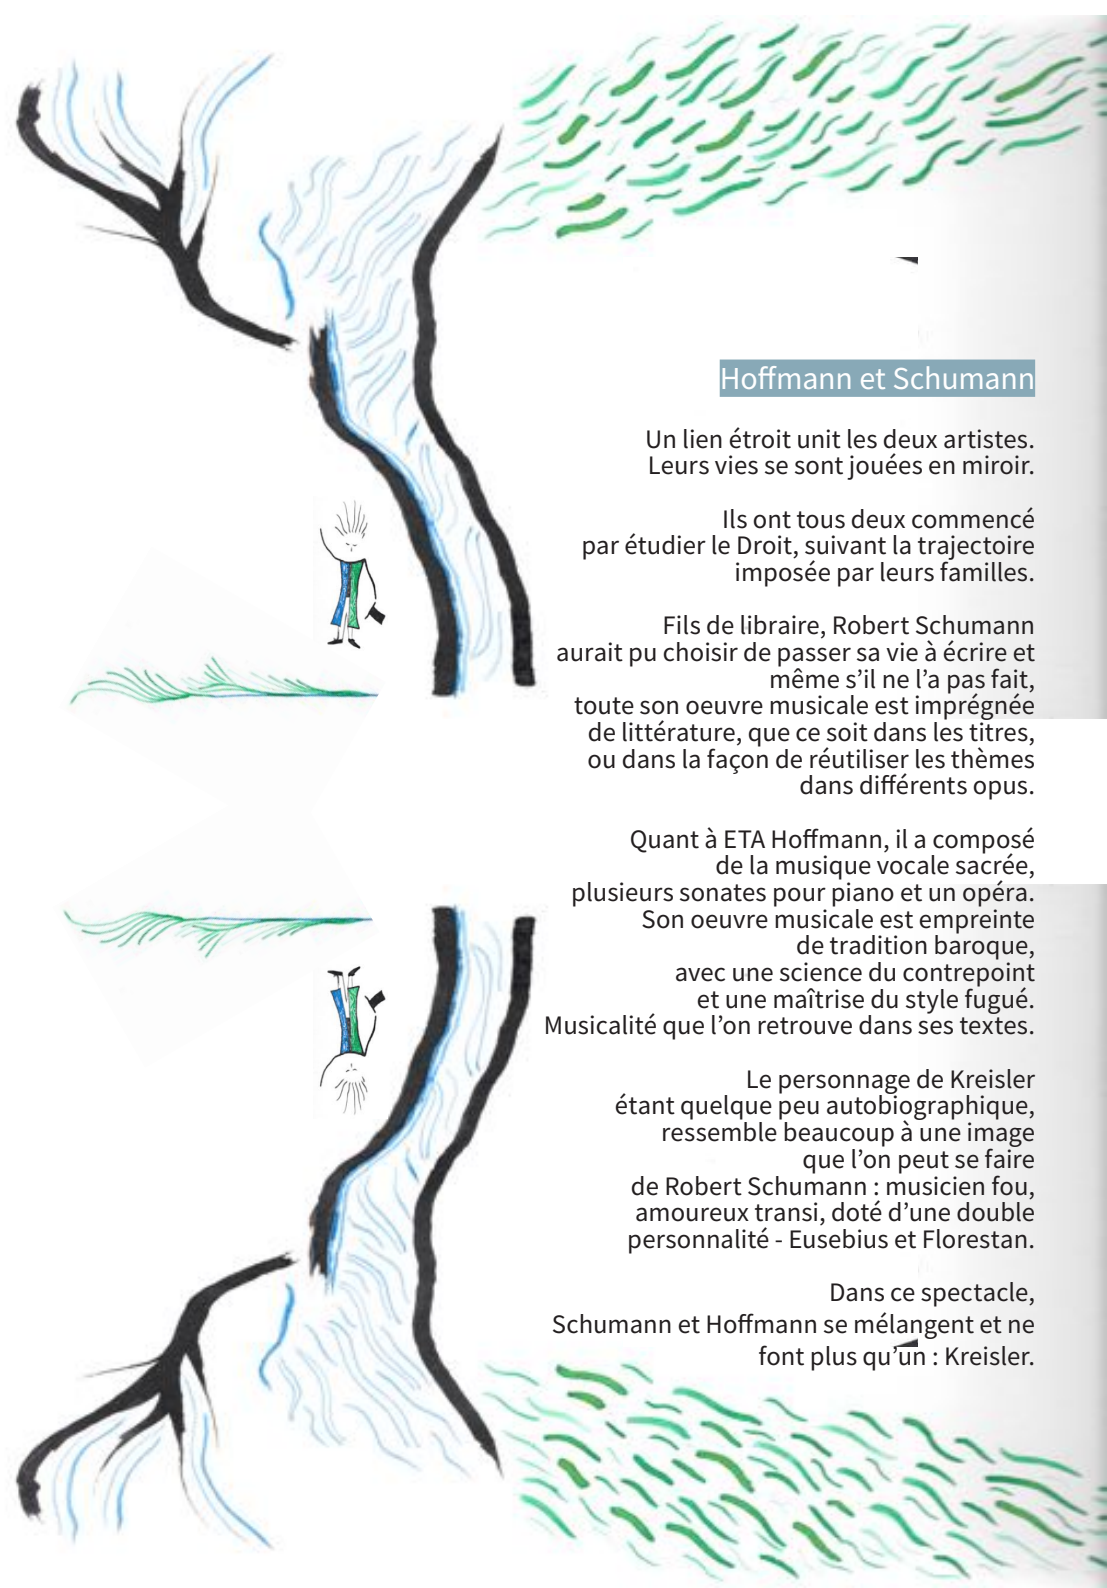 Hoffmann et Schumann
Un lien étroit unit les deux artistes.
Leurs vies se sont jouées en miroir.
Ils ont tous deux commencé
par étudier le Droit, suivant la trajectoire
imposée par leurs familles.
Fils de libraire, Robert Schumann
aurait pu choisir de passer sa vie à écrire et
même s’il ne l’a pas fait,
toute son oeuvre musicale est imprégnée
de littérature, que ce soit dans les titres,
ou dans la façon de réutiliser les thèmes
dans différents opus.
Quant à ETA Hoffmann, il a composé
de la musique vocale sacrée,
plusieurs sonates pour piano et un opéra.
Son oeuvre musicale est empreinte
de tradition baroque,
avec une science du contrepoint
et une maîtrise du style fugué.
Musicalité que l’on retrouve dans ses textes.
Le personnage de Kreisler
étant quelque peu autobiographique,
ressemble beaucoup à une image
que l’on peut se faire
de Robert Schumann : musicien fou,
amoureux transi, doté d’une double
personnalité - Eusebius et Florestan.
Dans ce spectacle,
Schumann et Hoffmann se mélangent et ne
font plus qu’un : Kreisler.